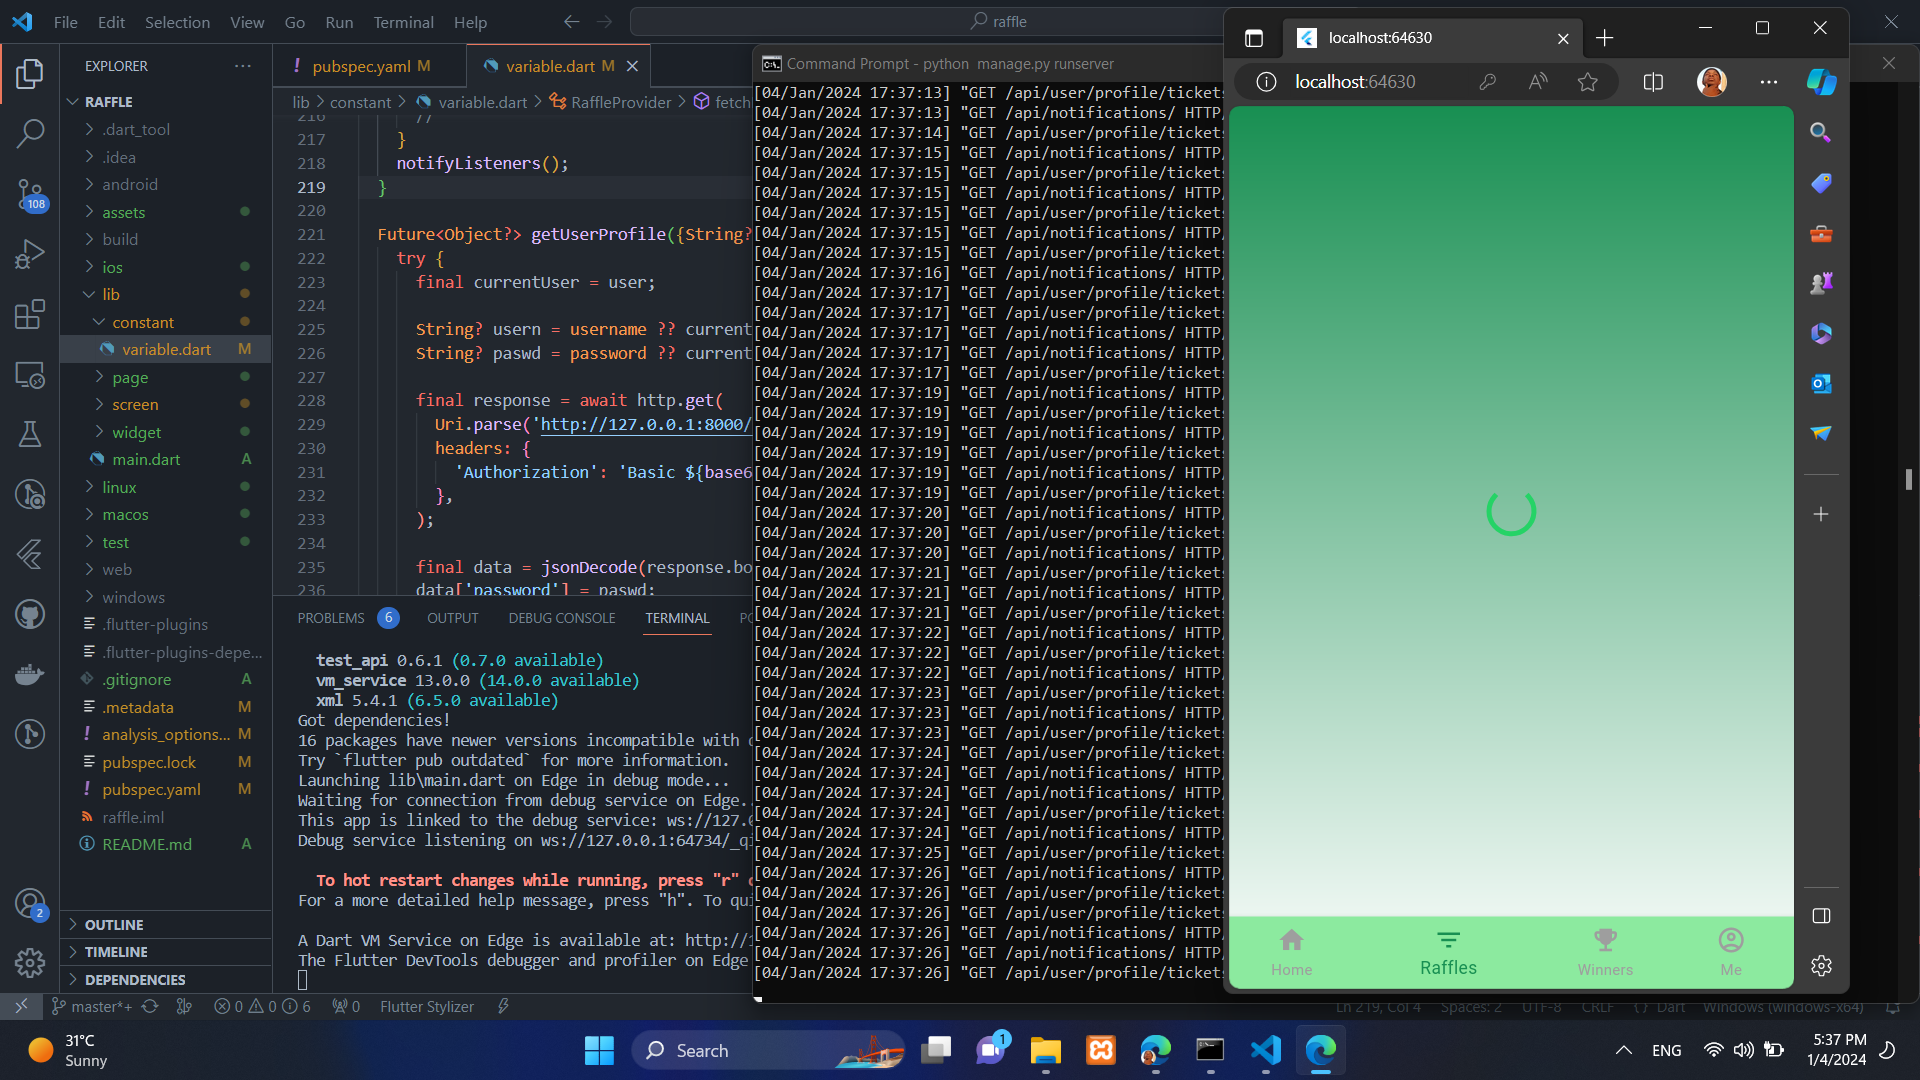 File Edit Selection View Go Run Terminal Help
raffle
EXPLORER
RAFFLE
.dart_tool
.idea
android
assets
build
ios
lib
constant
variable.dart M
page
screen
widget
main.dart A
linux
macos
test
web
windows
.flutter-plugins
.flutter-plugins-depe...
.gitignore A
.metadata M
analysis_options... M
pubspec.lock M
pubspec.yaml M
raffle.iml
README.md A
OUTLINE
TIMELINE
DEPENDENCIES
108
2
pubspec.yaml M
variable.dart M
lib > constant > variable.dart > RaffleProvider > fetch
216 //
217 }
218 notifyListeners();
219 }
220
221 Future<Object?> getUserProfile({String?
222 try {
223 final currentUser = user;
224
225 String? usern = username ?? current
226 String? paswd = password ?? current
227
228 final response = await http.get(
229 Uri.parse('http://127.0.0.1:8000/
230 headers: {
231 'Authorization': 'Basic ${base6
232 },
233 );
234
235 final data = jsonDecode(response.bo
236 data['password'] = paswd;
PROBLEMS 6 OUTPUT DEBUG CONSOLE TERMINAL PO
test_api 0.6.1 (0.7.0 available)
vm_service 13.0.0 (14.0.0 available)
xml 5.4.1 (6.5.0 available)
Got dependencies!
16 packages have newer versions incompatible with
Try `flutter pub outdated` for more information.
Launching lib\main.dart on Edge in debug mode...
Waiting for connection from debug service on Edge..
This app is linked to the debug service: ws://127.0
Debug service listening on ws://127.0.0.1:64734/_qi
To hot restart changes while running, press "r"
For a more detailed help message, press "h". To qui
A Dart VM Service on Edge is available at: http://1
The Flutter DevTools debugger and profiler on Edge
Command Prompt - python manage.py runserver
[04/Jan/2024 17:37:13] "GET /api/user/profile/tickets
[04/Jan/2024 17:37:13] "GET /api/notifications/ HTTP/
[04/Jan/2024 17:37:14] "GET /api/user/profile/tickets
[04/Jan/2024 17:37:15] "GET /api/notifications/ HTTP/
[04/Jan/2024 17:37:15] "GET /api/user/profile/tickets
[04/Jan/2024 17:37:15] "GET /api/notifications/ HTTP/
[04/Jan/2024 17:37:15] "GET /api/user/profile/tickets
[04/Jan/2024 17:37:15] "GET /api/notifications/ HTTP/
[04/Jan/2024 17:37:15] "GET /api/user/profile/tickets
[04/Jan/2024 17:37:16] "GET /api/notifications/ HTTP/
[04/Jan/2024 17:37:17] "GET /api/user/profile/tickets
[04/Jan/2024 17:37:17] "GET /api/notifications/ HTTP/
[04/Jan/2024 17:37:17] "GET /api/user/profile/tickets
[04/Jan/2024 17:37:17] "GET /api/notifications/ HTTP/
[04/Jan/2024 17:37:17] "GET /api/user/profile/tickets
[04/Jan/2024 17:37:19] "GET /api/notifications/ HTTP/
[04/Jan/2024 17:37:19] "GET /api/user/profile/tickets
[04/Jan/2024 17:37:19] "GET /api/notifications/ HTTP/
[04/Jan/2024 17:37:19] "GET /api/user/profile/tickets
[04/Jan/2024 17:37:19] "GET /api/notifications/ HTTP/
[04/Jan/2024 17:37:19] "GET /api/user/profile/tickets
[04/Jan/2024 17:37:20] "GET /api/notifications/ HTTP/
[04/Jan/2024 17:37:20] "GET /api/user/profile/tickets
[04/Jan/2024 17:37:20] "GET /api/notifications/ HTTP/
[04/Jan/2024 17:37:21] "GET /api/user/profile/tickets
[04/Jan/2024 17:37:21] "GET /api/notifications/ HTTP/
[04/Jan/2024 17:37:21] "GET /api/user/profile/tickets
[04/Jan/2024 17:37:22] "GET /api/notifications/ HTTP/
[04/Jan/2024 17:37:22] "GET /api/user/profile/tickets
[04/Jan/2024 17:37:22] "GET /api/notifications/ HTTP/
[04/Jan/2024 17:37:23] "GET /api/user/profile/tickets
[04/Jan/2024 17:37:23] "GET /api/notifications/ HTTP/
[04/Jan/2024 17:37:23] "GET /api/user/profile/tickets
[04/Jan/2024 17:37:24] "GET /api/user/profile/tickets
[04/Jan/2024 17:37:24] "GET /api/notifications/ HTTP/
[04/Jan/2024 17:37:24] "GET /api/notifications/ HTTP/
[04/Jan/2024 17:37:24] "GET /api/user/profile/tickets
[04/Jan/2024 17:37:24] "GET /api/notifications/ HTTP/
[04/Jan/2024 17:37:25] "GET /api/user/profile/tickets
[04/Jan/2024 17:37:26] "GET /api/notifications/ HTTP/
[04/Jan/2024 17:37:26] "GET /api/user/profile/tickets
[04/Jan/2024 17:37:26] "GET /api/user/profile/tickets
[04/Jan/2024 17:37:26] "GET /api/notifications/ HTTP/
[04/Jan/2024 17:37:26] "GET /api/notifications/ HTTP/
[04/Jan/2024 17:37:26] "GET /api/user/profile/tickets
localhost:64630
localhost:64630
Home
Raffles
Winners
Me
master*+ 0 0 6 0 Flutter Stylizer
Ln 219, Col 4 Spaces: 2 UTF-8 CRLF { } Dart Windows (windows-x64)
31°C
Sunny
Search
1
ENG
5:37 PM
1/4/2024